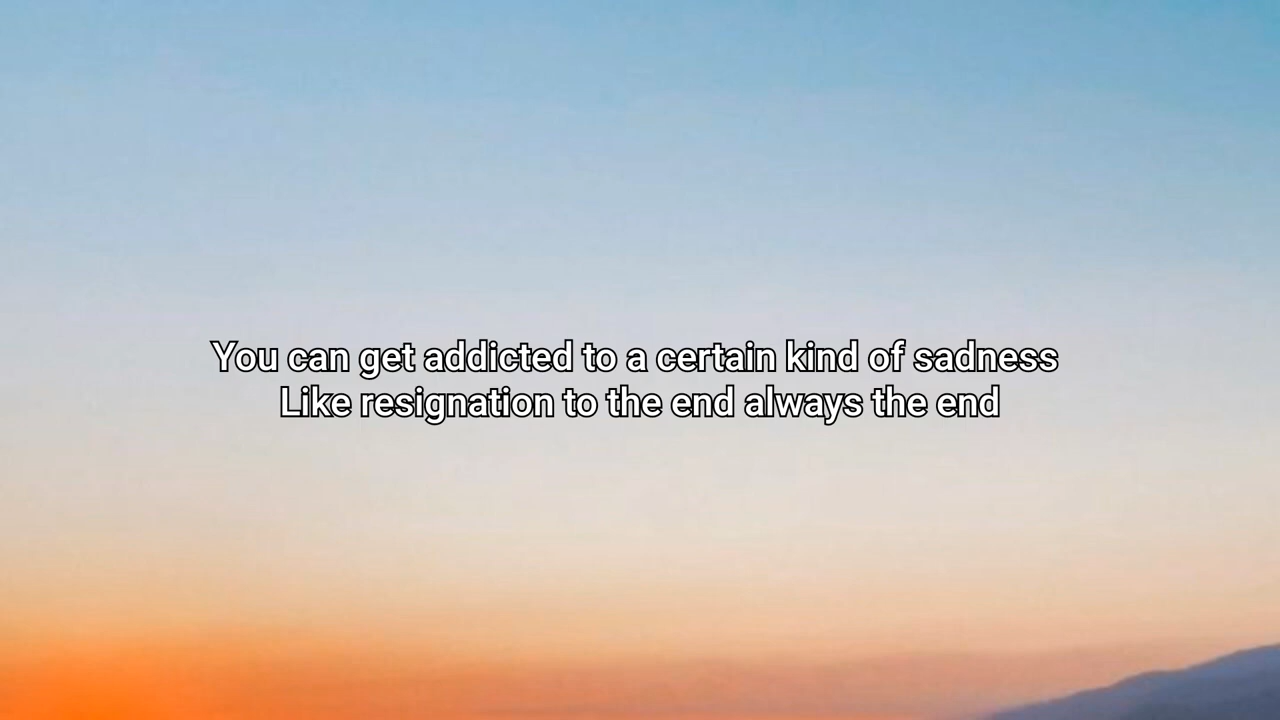 You can get addicted to a certain kind of sadness
Like resignation to the end always the end